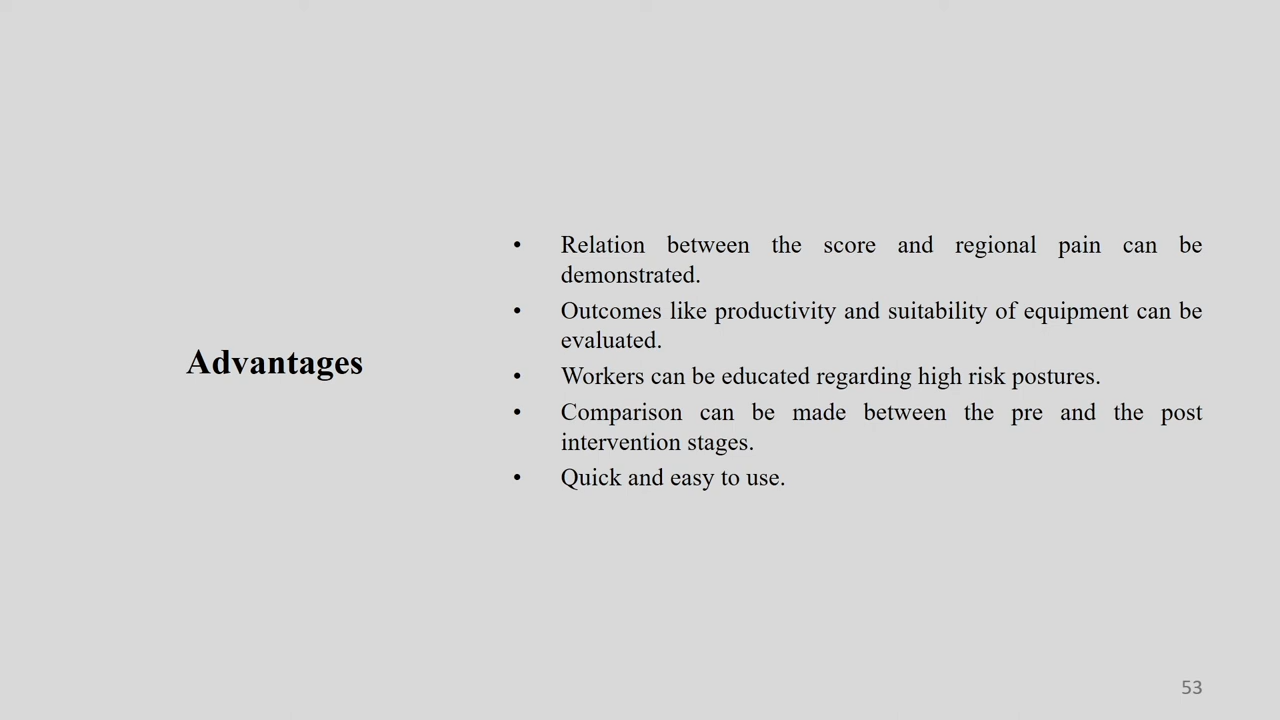 Advantages
• Relation between the score and regional pain can be
demonstrated.
• Outcomes like productivity and suitability of equipment can be
evaluated.
• Workers can be educated regarding high risk postures.
• Comparison can be made between the pre and the post
intervention stages.
• Quick and easy to use.
53